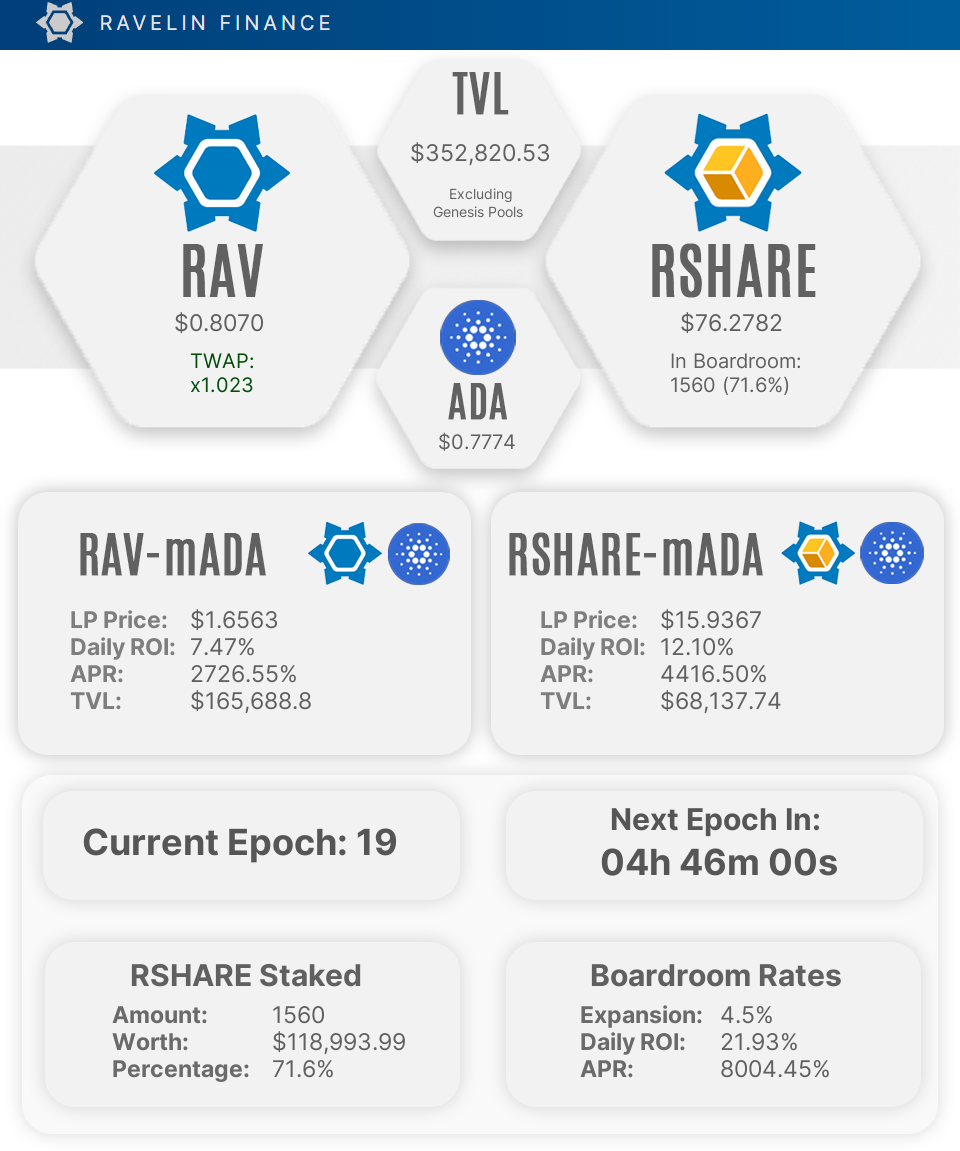 RAVELIN FINANCE
TVL
$352,820.53
Excluding
Genesis Pools
RAV
$0.8070
TWAP:
x1.023
RSHARE
$76.2782
In Boardroom:
1560 (71.6%)
ADA
$0.7774
RAV-mADA
LP Price: $1.6563
Daily ROI: 7.47%
APR: 2726.55%
TVL: $165,688.8
RSHARE-mADA
LP Price: $15.9367
Daily ROI: 12.10%
APR: 4416.50%
TVL: $68,137.74
Current Epoch: 19
Next Epoch In:
04h 46m 00s
RSHARE Staked
Amount: 1560
Worth: $118,993.99
Percentage: 71.6%
Boardroom Rates
Expansion: 4.5%
Daily ROI: 21.93%
APR: 8004.45%